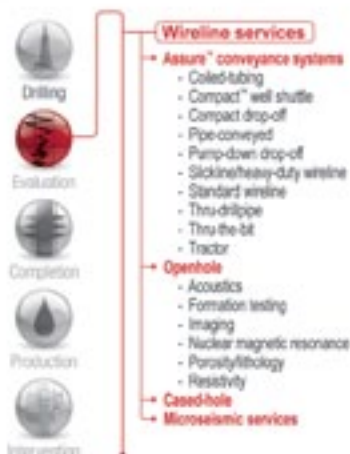 Wireline services
Assure™ conveyance systems
- Coiled-tubing
- Compact™ well shuttle
- Compact drop-off
- Pipe-conveyed
- Pump-down drop-off
- Slickline/heavy-duty wireline
- Standard wireline
- Thru-drillpipe
- Thru-the-bit
- Tractor
Openhole
- Acoustics
- Formation testing
- Imaging
- Nuclear magnetic resonance
- Porosity/lithology
- Resistivity
Cased-hole
Microseismic services
Drilling
Evaluation
Completion
Production
Intervention